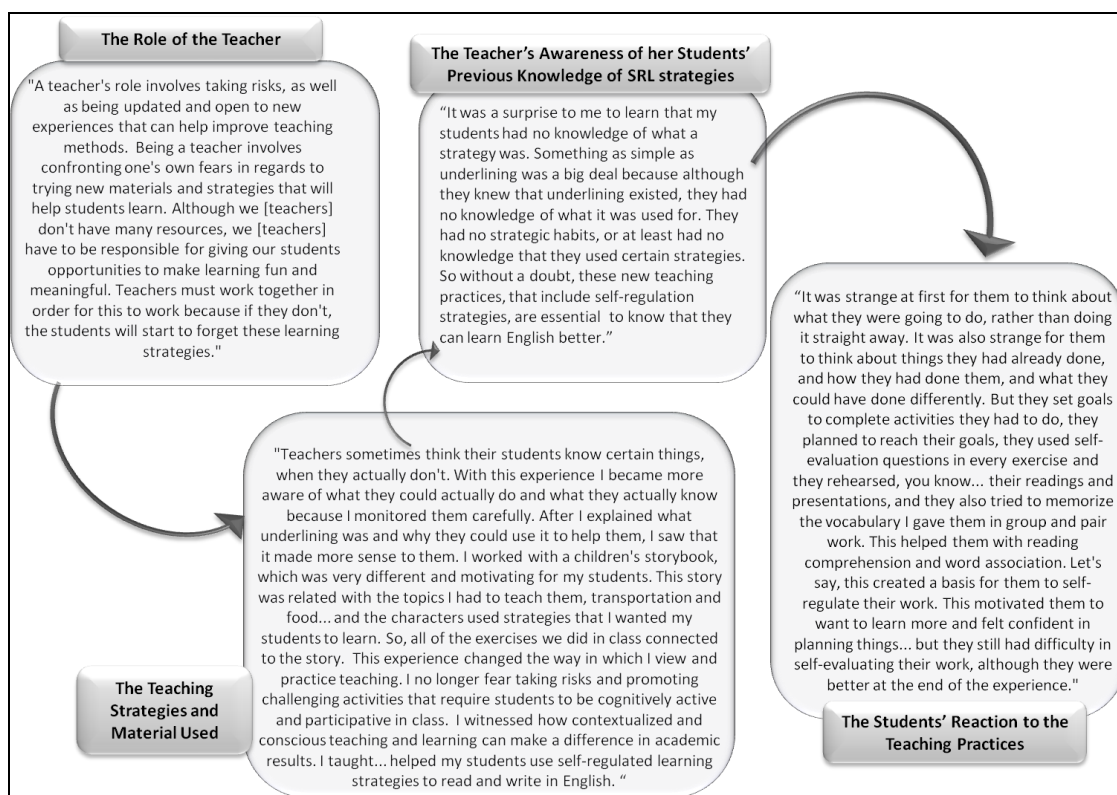 The Role of the Teacher
"A teacher's role involves taking risks, as well
as being updated and open to new
experiences that can help improve teaching
methods. Being a teacher involves
confronting one's own fears in regards to
trying new materials and strategies that will
help students learn. Although we [teachers]
don't have many resources, we [teachers]
have to be responsible for giving our students
opportunities to make learning fun and
meaningful. Teachers must work together in
order for this to work because if they don't,
the students will start to forget these learning
strategies."
The Teaching
Strategies and
Material Used
"Teachers sometimes think their students know certain things,
when they actually don't. With this experience I became more
aware of what they could actually do and what they actually know
because I monitored them carefully. After I explained what
underlining was and why they could use it to help them, I saw that
it made more sense to them. I worked with a children's storybook,
which was very different and motivating for my students. This story
was related with the topics I had to teach them, transportation and
food... and the characters used strategies that I wanted my
students to learn. So, all of the exercises we did in class connected
to the story. This experience changed the way in which I view and
practice teaching. I no longer fear taking risks and promoting
challenging activities that require students to be cognitively active
and participative in class. I witnessed how contextualized and
conscious teaching and learning can make a difference in academic
results. I taught... helped my students use self-regulated learning
strategies to read and write in English. “
The Teacher’s Awareness of her Students’
Previous Knowledge of SRL strategies
“It was a surprise to me to learn that my
students had no knowledge of what a
strategy was. Something as simple as
underlining was a big deal because although
they knew that underlining existed, they had
no knowledge of what it was used for. They
had no strategic habits, or at least had no
knowledge that they used certain strategies.
So without a doubt, these new teaching
practices, that include self-regulation
strategies, are essential to know that they
can learn English better.”
“It was strange at first for them to think about
what they were going to do, rather than doing
it straight away. It was also strange for them
to think about things they had already done,
and how they had done them, and what they
could have done differently. But they set goals
to complete activities they had to do, they
planned to reach their goals, they used self-
evaluation questions in every exercise and
they rehearsed, you know... their readings and
presentations, and they also tried to memorize
the vocabulary I gave them in group and pair
work. This helped them with reading
comprehension and word association. Let's
say, this created a basis for them to self-
regulate their work. This motivated them to
want to learn more and felt confident in
planning things... but they still had difficulty in
self-evaluating their work, although they were
better at the end of the experience."
The Students’ Reaction to the
Teaching Practices